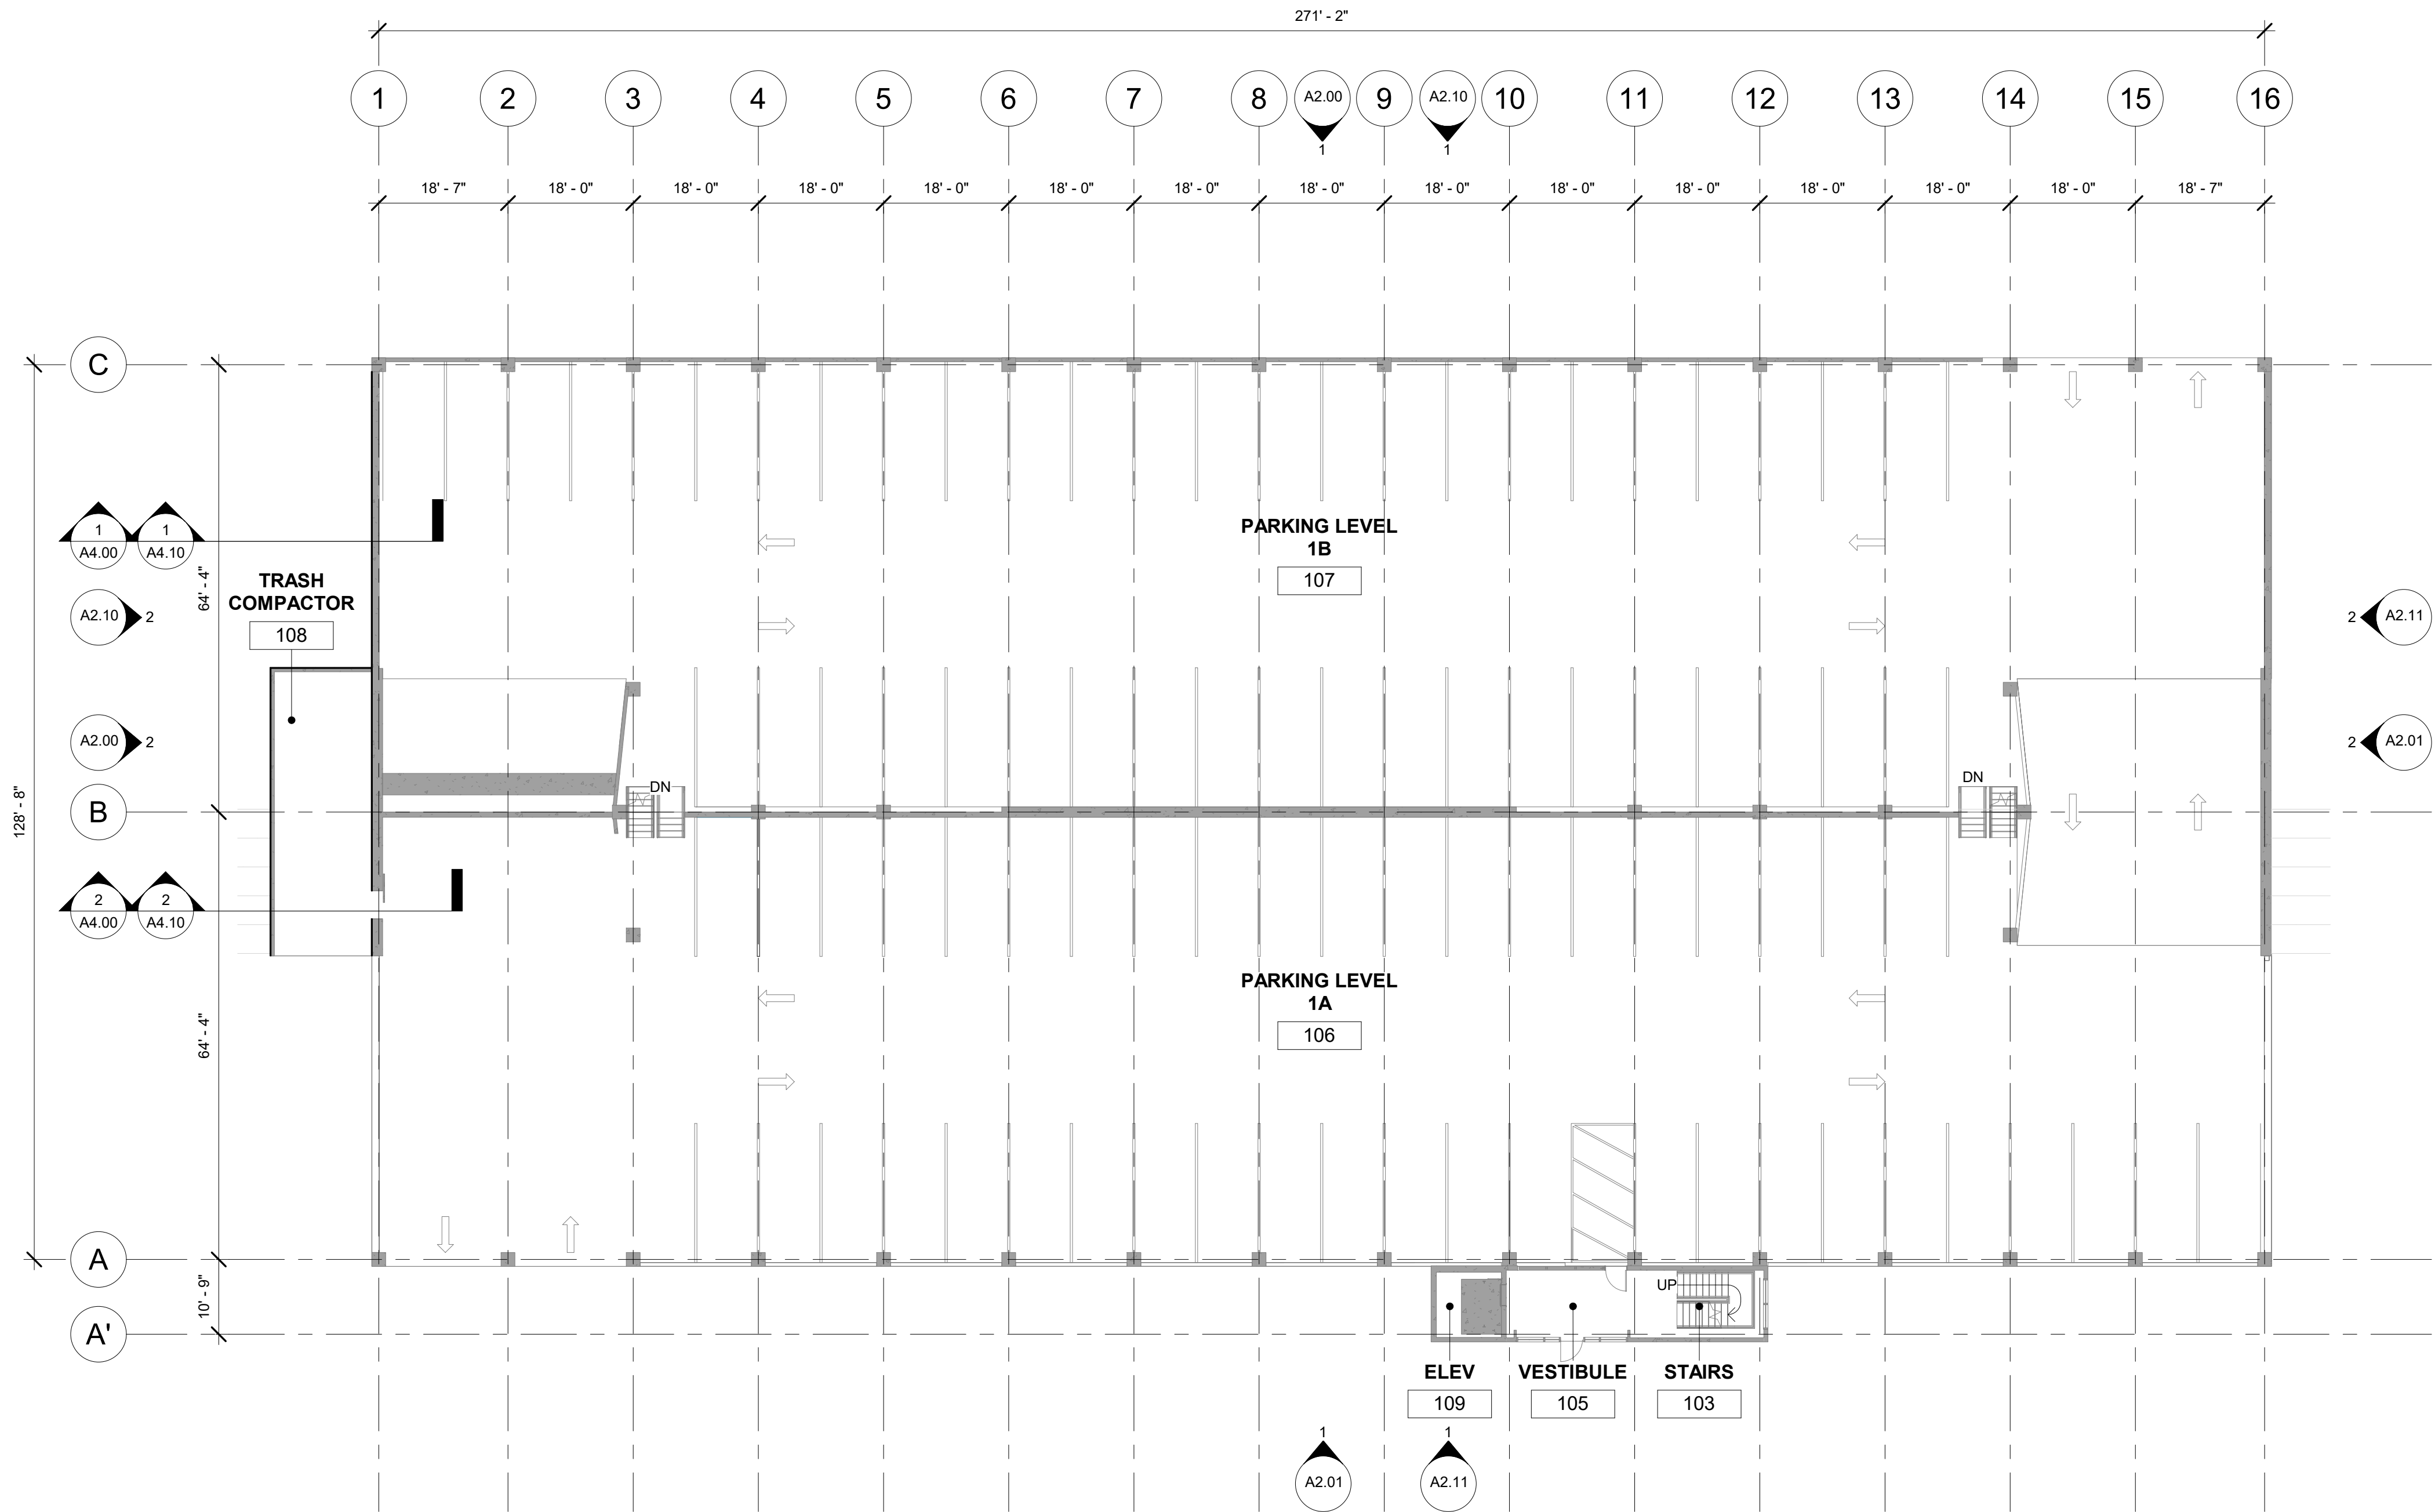 271' - 2"
1
2
3
4
5
6
7
8
A2.00
1
9
A2.10
1
10
11
12
13
14
15
16
18' - 7"
18' - 0"
18' - 0"
18' - 0"
18' - 0"
18' - 0"
18' - 0"
18' - 0"
18' - 0"
18' - 0"
18' - 0"
18' - 0"
18' - 0"
18' - 0"
18' - 7"
C
1
A4.00
1
A4.10
64' - 4"
PARKING LEVEL
1B
107
TRASH
COMPACTOR
108
A2.10
2
2
A2.11
A2.00
2
2
A2.01
128' - 8"
DN
DN
B
2
A4.00
2
A4.10
64' - 4"
PARKING LEVEL
1A
106
A
10' - 9"
A'
UP
ELEV
109
VESTIBULE
105
STAIRS
103
1
A2.01
1
A2.11